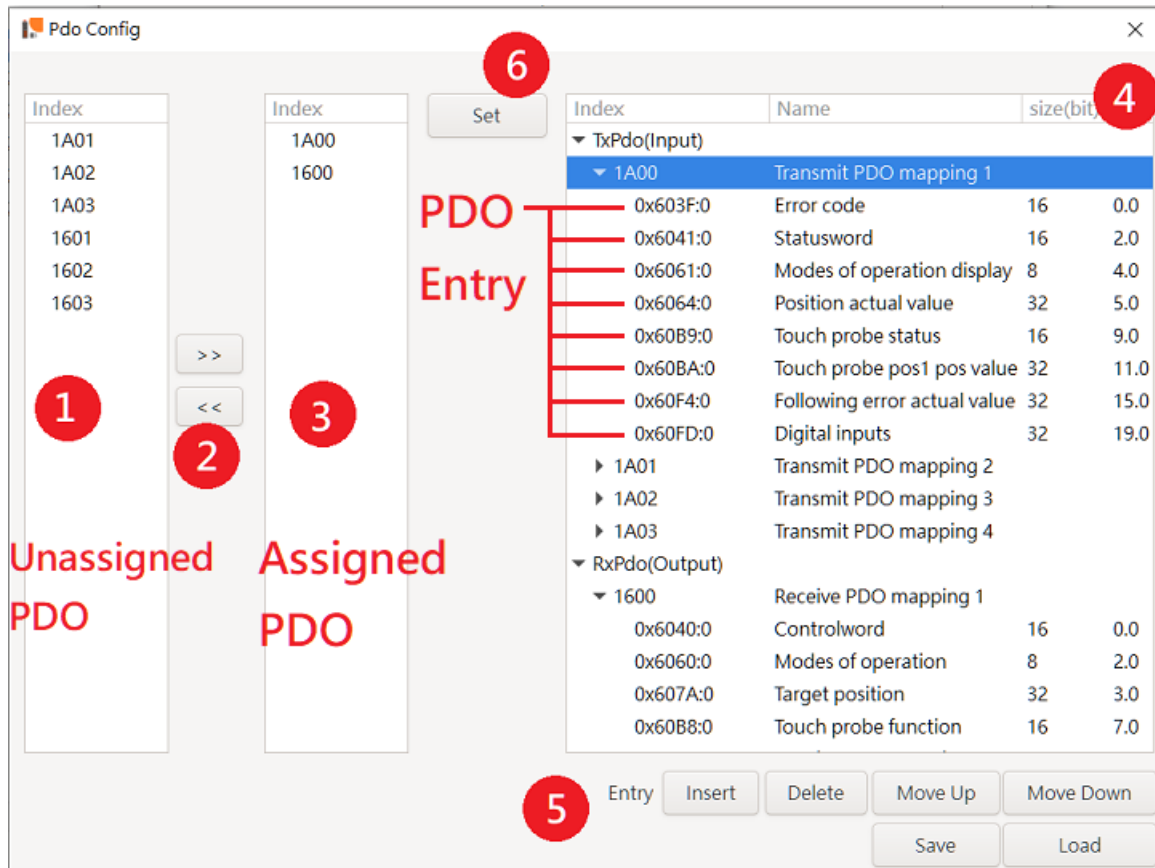 Pdo Config
6
Index
1A01
1A02
1A03
1601
1602
1603
1
Unassigned
PDO
>>
<<
2
Index
1A00
1600
3
Assigned
PDO
Set
PDO
Entry
4
Index Name size(bit)
TxPdo(Input)
1A00 Transmit PDO mapping 1
0x603F:0 Error code 16 0.0
0x6041:0 Statusword 16 2.0
0x6061:0 Modes of operation display 8 4.0
0x6064:0 Position actual value 32 5.0
0x60B9:0 Touch probe status 16 9.0
0x60BA:0 Touch probe pos1 pos value 32 11.0
0x60F4:0 Following error actual value 32 15.0
0x60FD:0 Digital inputs 32 19.0
1A01 Transmit PDO mapping 2
1A02 Transmit PDO mapping 3
1A03 Transmit PDO mapping 4
RxPdo(Output)
1600 Receive PDO mapping 1
0x6040:0 Controlword 16 0.0
0x6060:0 Modes of operation 8 2.0
0x607A:0 Target position 32 3.0
0x60B8:0 Touch probe function 16 7.0
5
Entry Insert Delete Move Up Move Down
Save Load